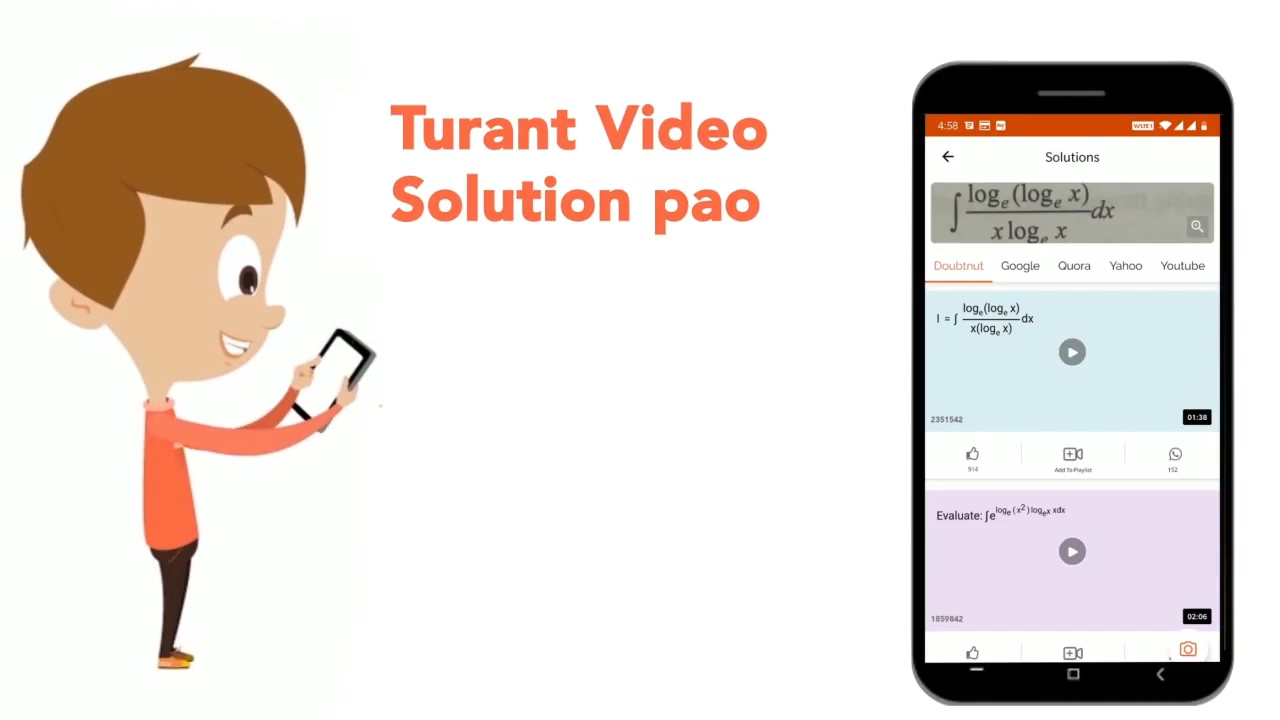 Turant Video
Solution pao
4:58
VoLTE1
Solutions
∫ logₑ(logₑ x) / x logₑ x dx
Doubtnut Google Quora Yahoo Youtube
I = ∫ logₑ(logₑ x) / x(logₑ x) dx
2351542 01:38
914 Add To Playlist 152
Evaluate: ∫e^logₑ(x²)logₑx xdx
1859842 02:06